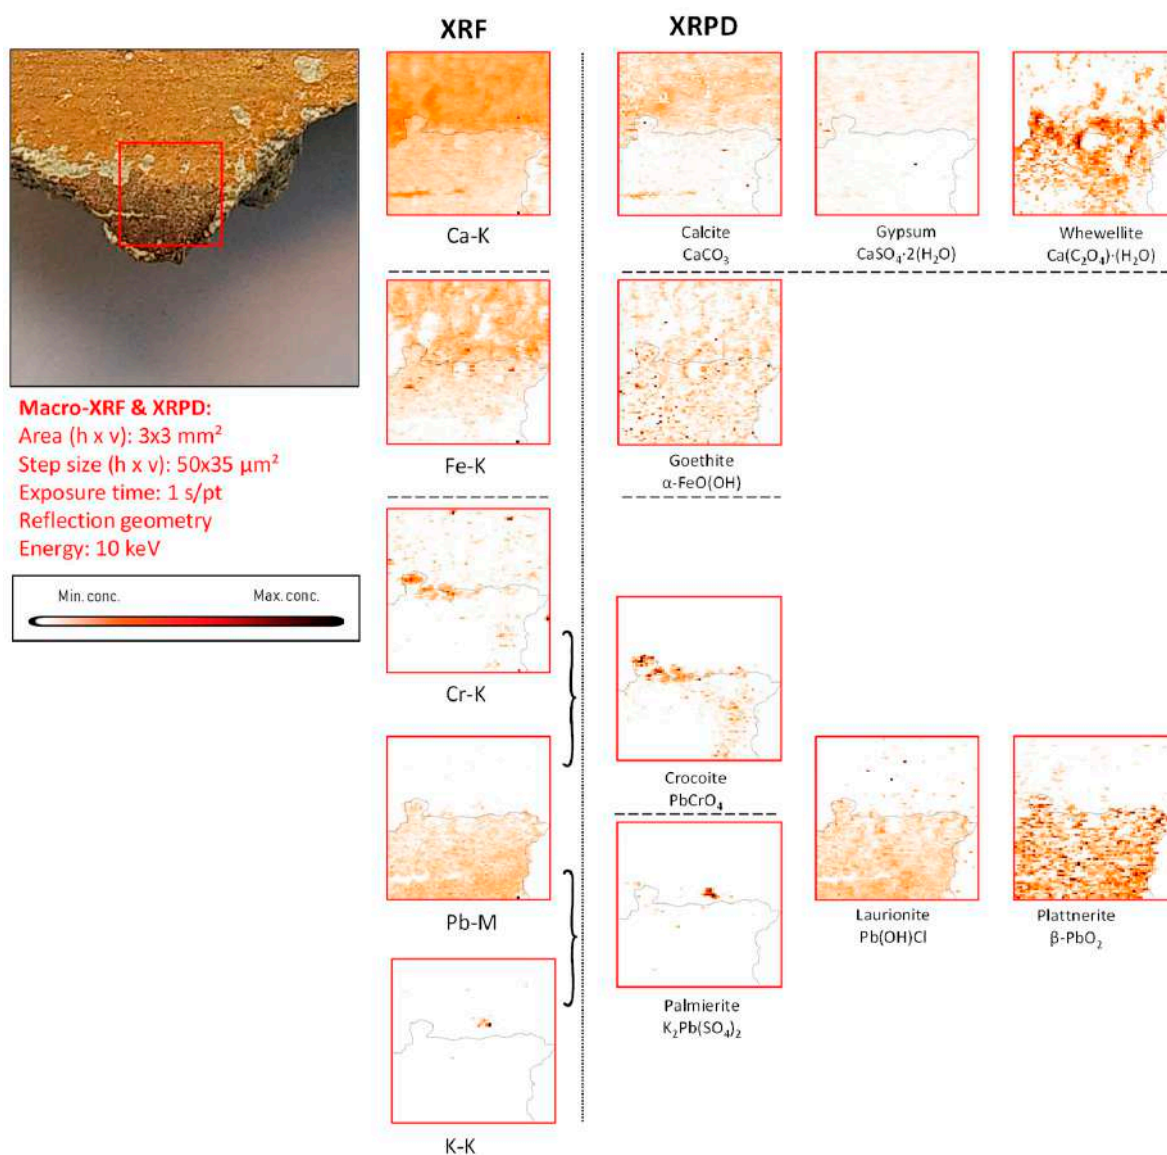 XRF
XRPD
Macro-XRF & XRPD:
Area (h x v): 3x3 mm²
Step size (h x v): 50x35 µm²
Exposure time: 1 s/pt
Reflection geometry
Energy: 10 keV
Min. conc.
Max. conc.
Ca-K
Calcite
CaCO₃
Gypsum
CaSO₄·2(H₂O)
Whewellite
Ca(C₂O₄)·(H₂O)
Fe-K
Goethite
α-FeO(OH)
Cr-K
Crocoite
PbCrO₄
Pb-M
Laurionite
Pb(OH)Cl
Plattnerite
β-PbO₂
Palmierite
K₂Pb(SO₄)₂
K-K